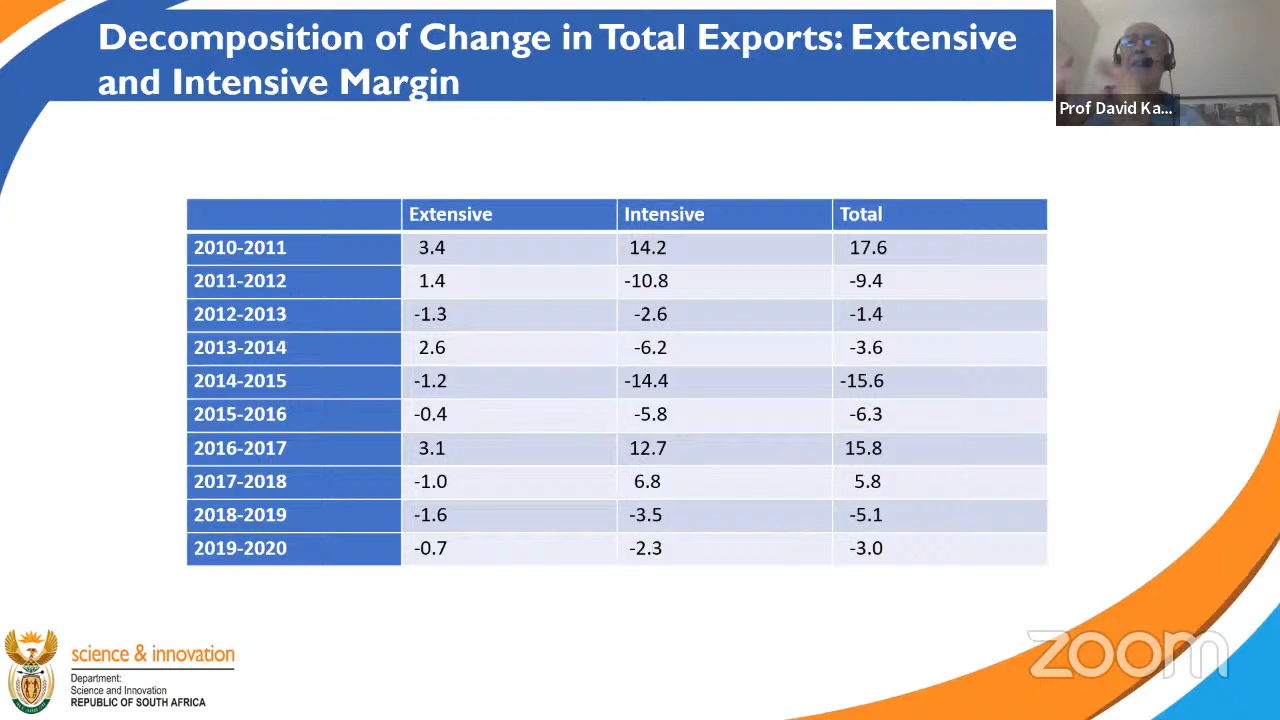 Decomposition of Change in Total Exports: Extensive
and Intensive Margin
Prof David Ka...
Extensive Intensive Total
2010-2011 3.4 14.2 17.6
2011-2012 1.4 -10.8 -9.4
2012-2013 -1.3 -2.6 -1.4
2013-2014 2.6 -6.2 -3.6
2014-2015 -1.2 -14.4 -15.6
2015-2016 -0.4 -5.8 -6.3
2016-2017 3.1 12.7 15.8
2017-2018 -1.0 6.8 5.8
2018-2019 -1.6 -3.5 -5.1
2019-2020 -0.7 -2.3 -3.0
science & innovation
Department:
Science and Innovation
REPUBLIC OF SOUTH AFRICA
zoom